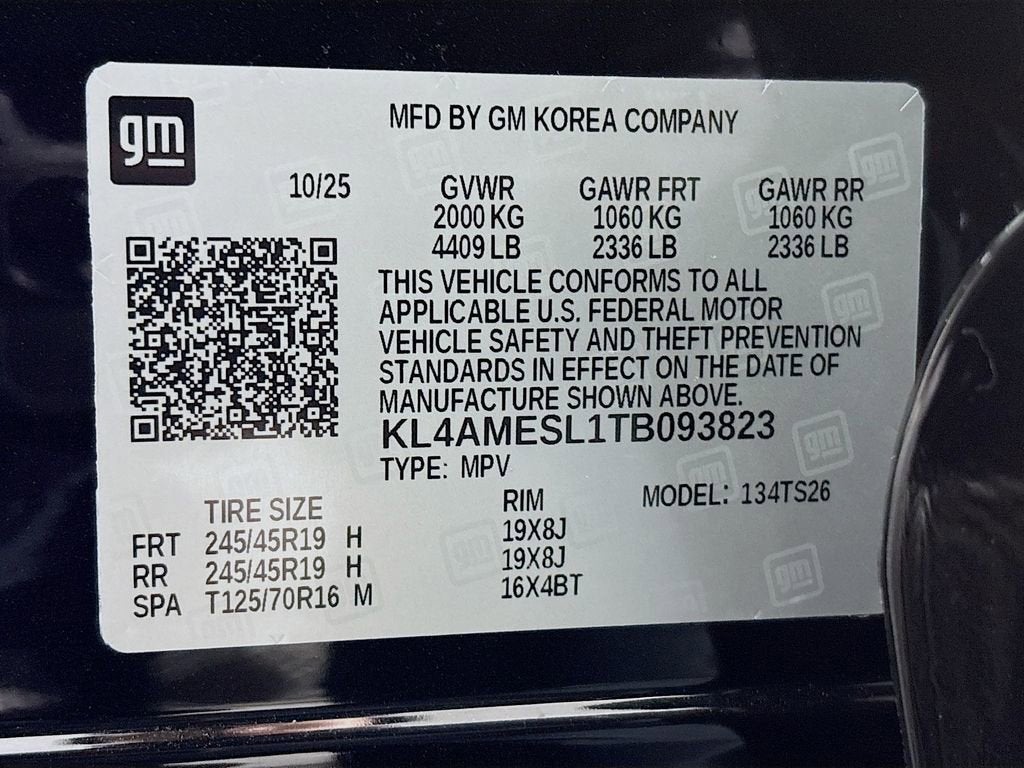 gm
MFD BY GM KOREA COMPANY
10/25 GVWR GAWR FRT GAWR RR
2000 KG 1060 KG 1060 KG
4409 LB 2336 LB 2336 LB
THIS VEHICLE CONFORMS TO ALL
APPLICABLE U.S. FEDERAL MOTOR
VEHICLE SAFETY AND THEFT PREVENTION
STANDARDS IN EFFECT ON THE DATE OF
MANUFACTURE SHOWN ABOVE.
KL4AMESL1TB093823
TYPE: MPV
TIRE SIZE RIM MODEL: 134TS26
FRT 245/45R19 H 19X8J
RR 245/45R19 H 19X8J
SPA T125/70R16 M 16X4BT